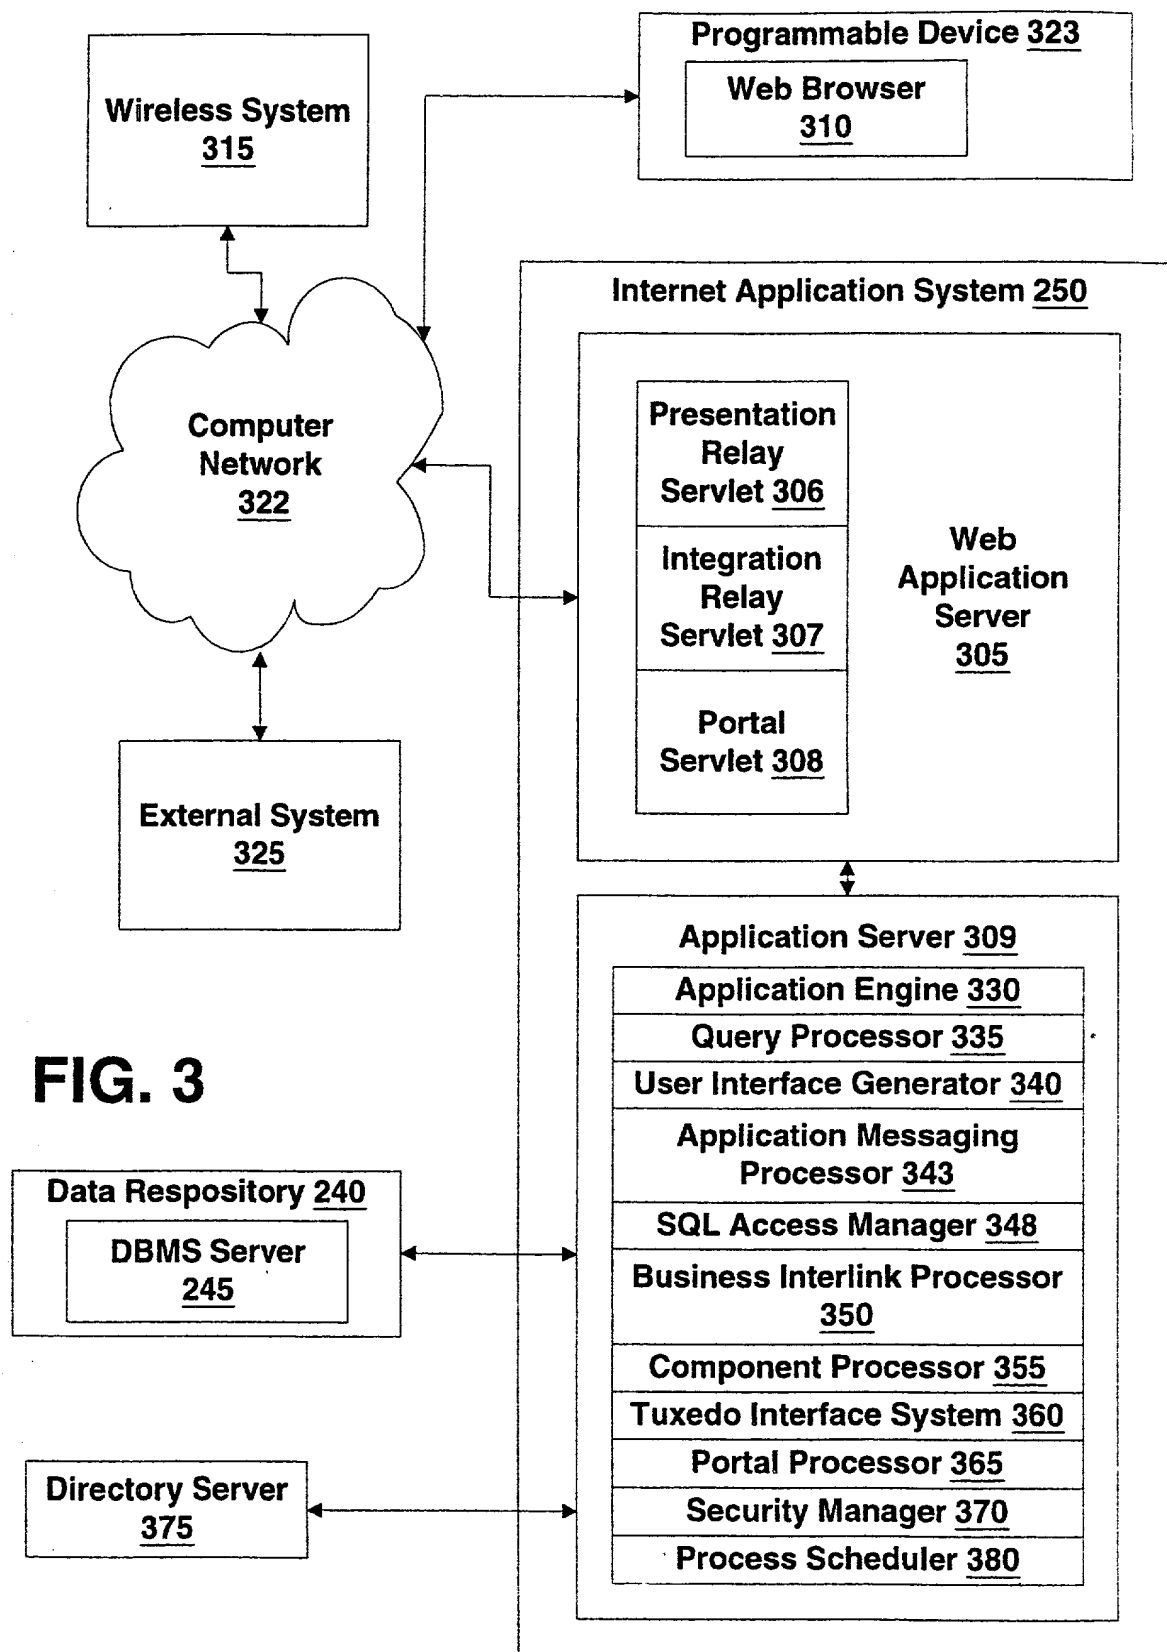 Wireless System
315
Programmable Device 323
Web Browser
310
Internet Application System 250
Computer
Network
322
Presentation
Relay
Servlet 306
Integration
Relay
Servlet 307
Portal
Servlet 308
Web
Application
Server
305
External System
325
Application Server 309
Application Engine 330
Query Processor 335
User Interface Generator 340
Application Messaging
Processor 343
SQL Access Manager 348
Business Interlink Processor
350
Component Processor 355
Tuxedo Interface System 360
Portal Processor 365
Security Manager 370
Process Scheduler 380
FIG. 3
Data Respository 240
DBMS Server
245
Directory Server
375